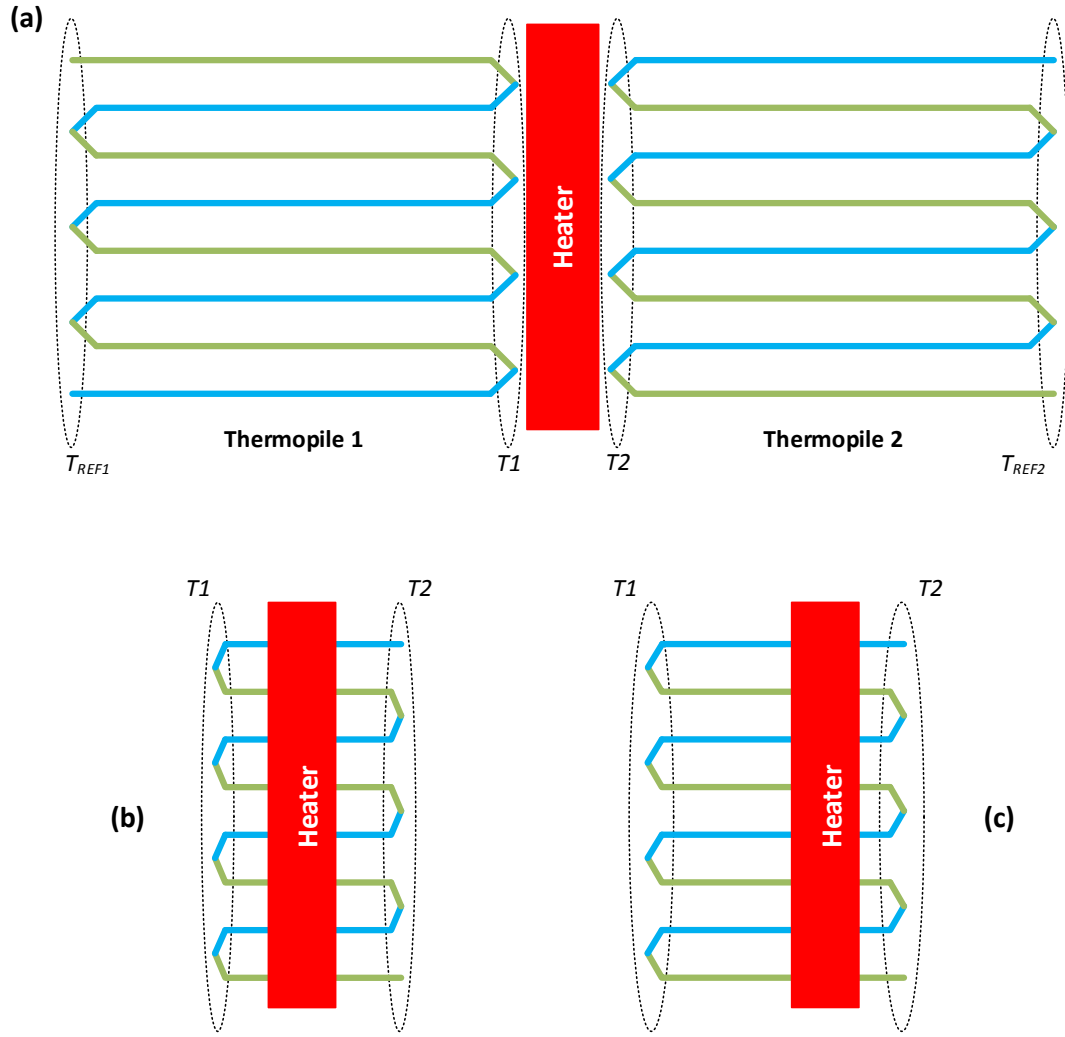 (a)
Heater
Thermopile 1
Thermopile 2
T_REF1
T1
T2
T_REF2
T1
T2
T1
T2
(b)
Heater
Heater
(c)